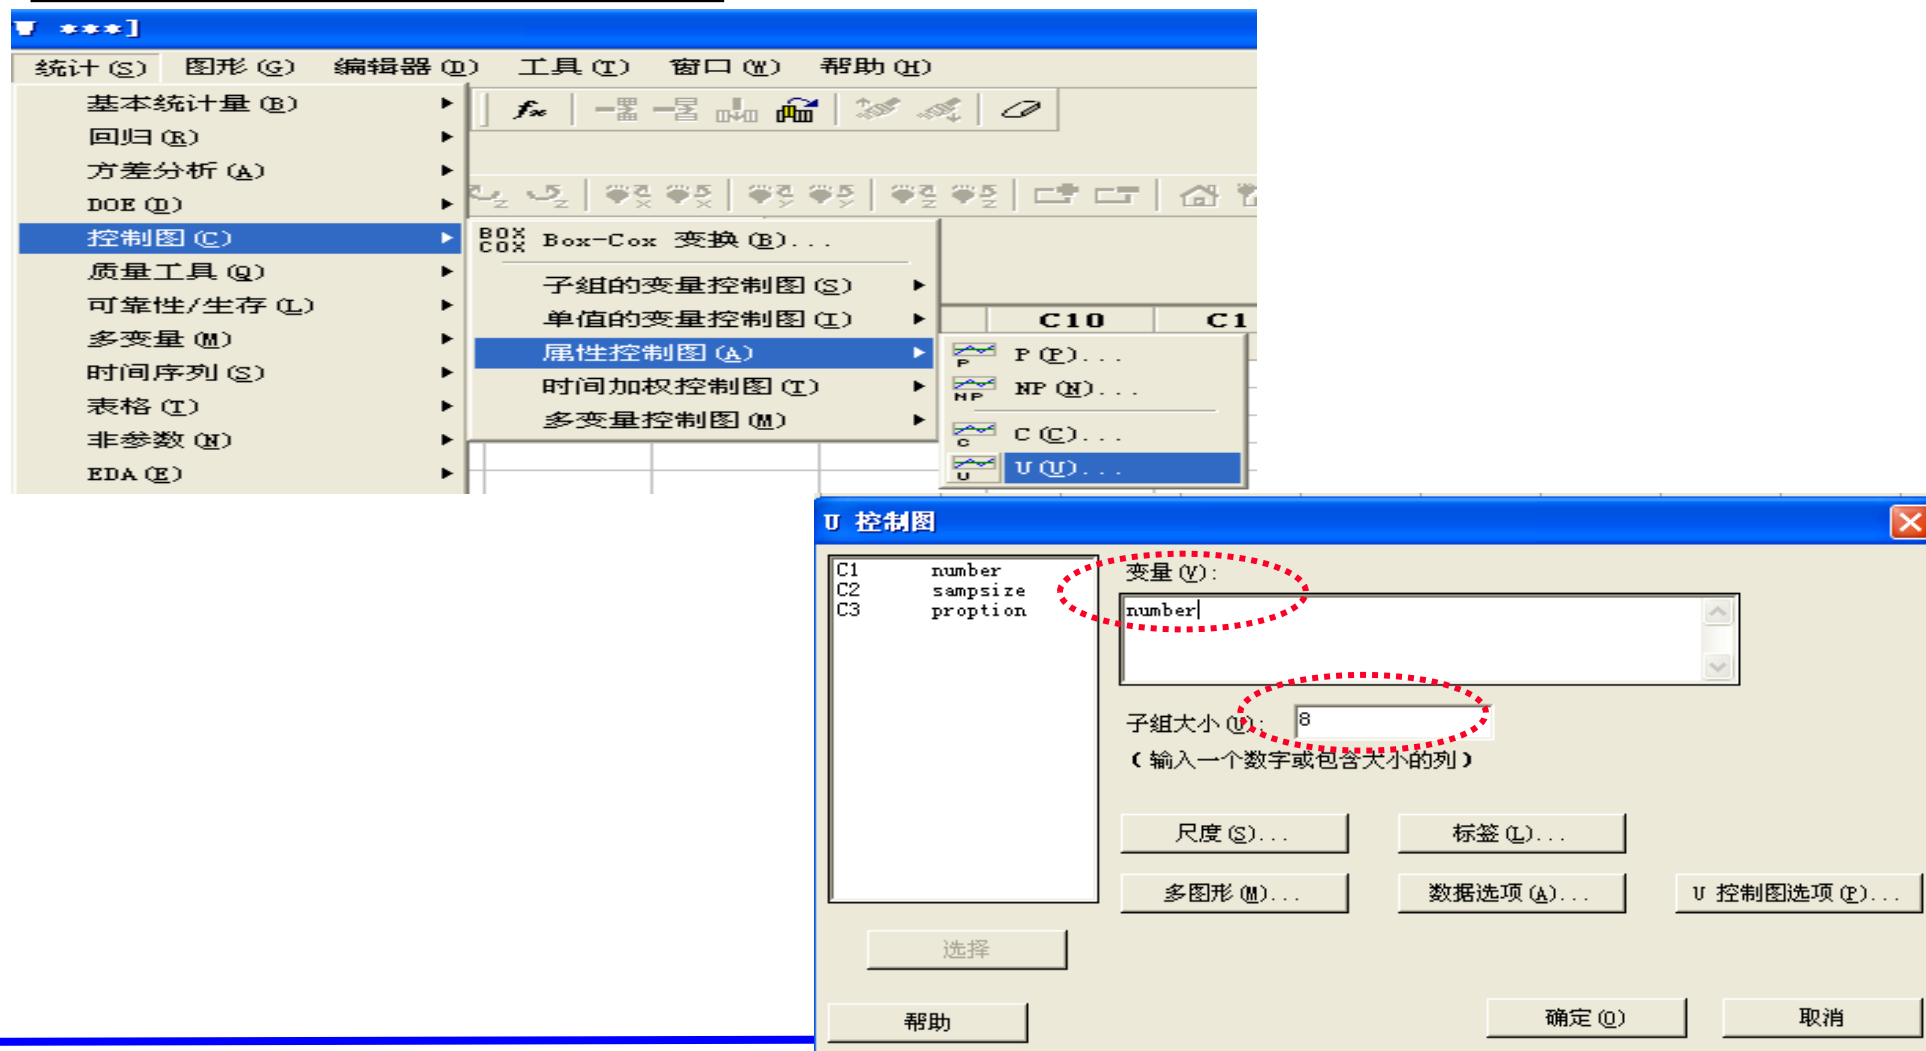 ***]
统计(S) 图形(G) 编辑器(D) 工具(T) 窗口(W) 帮助(H)
基本统计量(B)
回归(R)
方差分析(A)
DOE(D)
控制图(C)
质量工具(Q)
可靠性/生存(L)
多变量(M)
时间序列(S)
表格(T)
非参数(N)
EDA(E)
BOX COX Box-Cox 变换(B)...
子组的变量控制图(S)
单值的变量控制图(I)
属性控制图(A)
时间加权控制图(T)
多变量控制图(M)
C10 C1
P P(P)...
NP NP(N)...
C C(C)...
U U(U)...
U 控制图
C1 number
C2 sampsize
C3 proption
变量(V):
number
子组大小(U): 8
(输入一个数字或包含大小的列)
尺度(S)... 标签(L)...
多图形(M)... 数据选项(A)... U 控制图选项(P)...
选择
帮助 确定(O) 取消